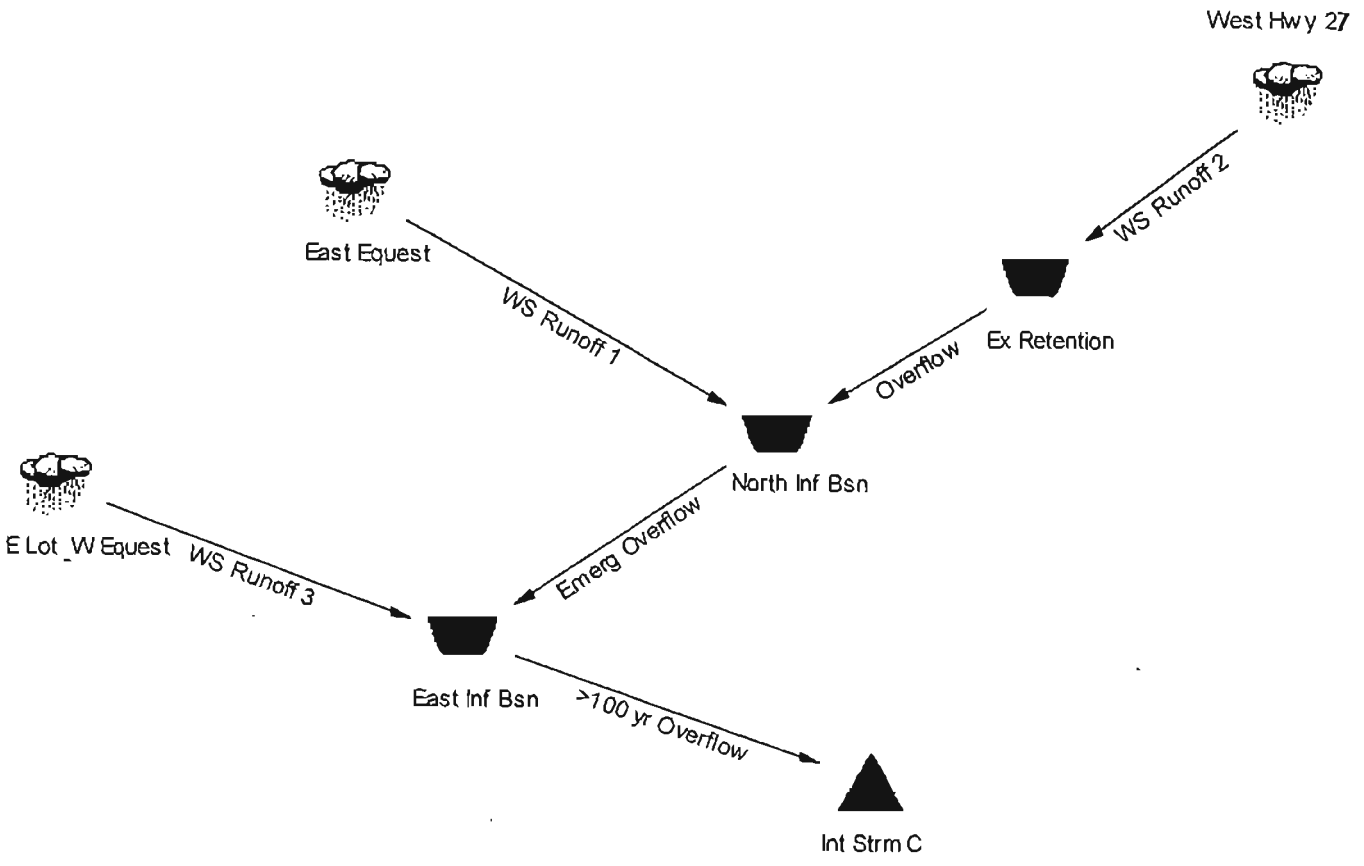 West Hwy 27
WS Runoff 2
East Equest
WS Runoff 1
Ex Retention
Overflow
North Inf Bsn
E Lot_W Equest
WS Runoff 3
Emerg Overflow
East Inf Bsn
>100 yr Overflow
Int Strm C